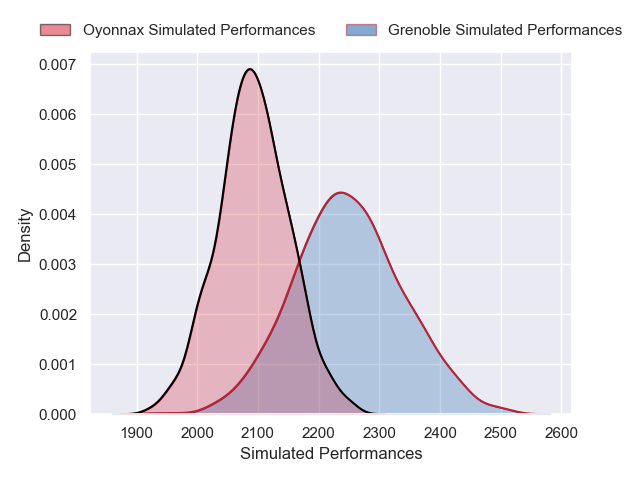 Oyonnax Simulated Performances Grenoble Simulated Performances
0.007
0.006
0.005
0.004
0.003
0.002
0.001
0.000
Density
1900 2000 2100 2200 2300 2400 2500 2600
Simulated Performances